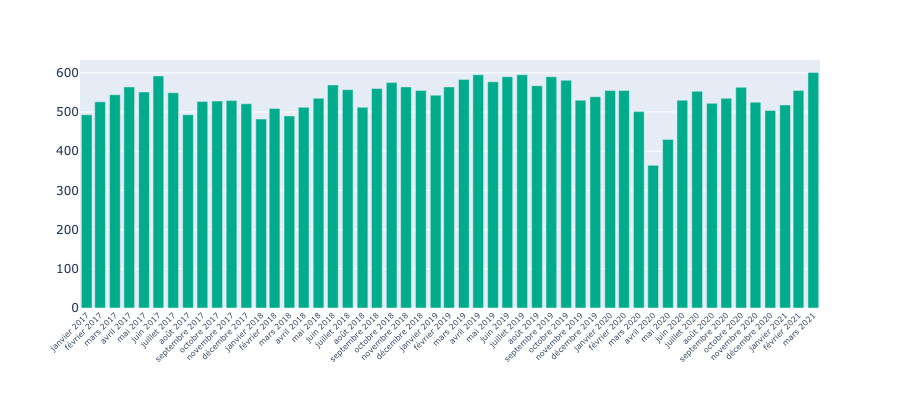 600
500
400
300
200
100
0
janvier 2017
février 2017
mars 2017
avril 2017
mai 2017
juin 2017
juillet 2017
août 2017
septembre 2017
octobre 2017
novembre 2017
décembre 2017
janvier 2018
février 2018
mars 2018
avril 2018
mai 2018
juin 2018
juillet 2018
août 2018
septembre 2018
octobre 2018
novembre 2018
décembre 2018
janvier 2019
février 2019
mars 2019
avril 2019
mai 2019
juin 2019
juillet 2019
août 2019
septembre 2019
octobre 2019
novembre 2019
décembre 2019
janvier 2020
février 2020
mars 2020
avril 2020
mai 2020
juin 2020
juillet 2020
août 2020
septembre 2020
octobre 2020
novembre 2020
décembre 2020
janvier 2021
février 2021
mars 2021